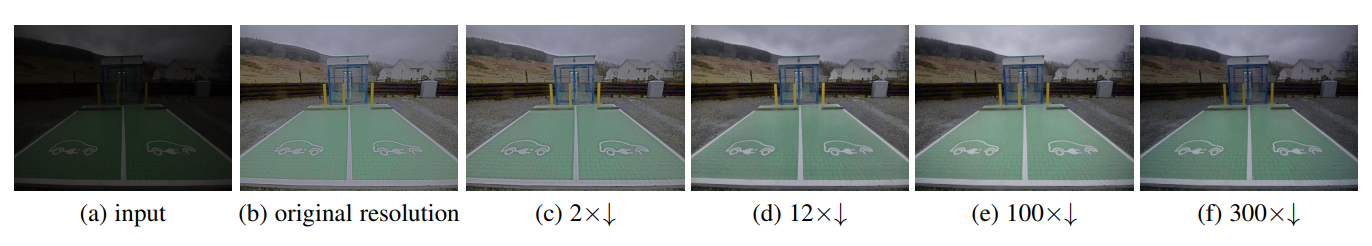 (a) input (b) original resolution (c) 2×↓ (d) 12×↓ (e) 100×↓ (f) 300×↓